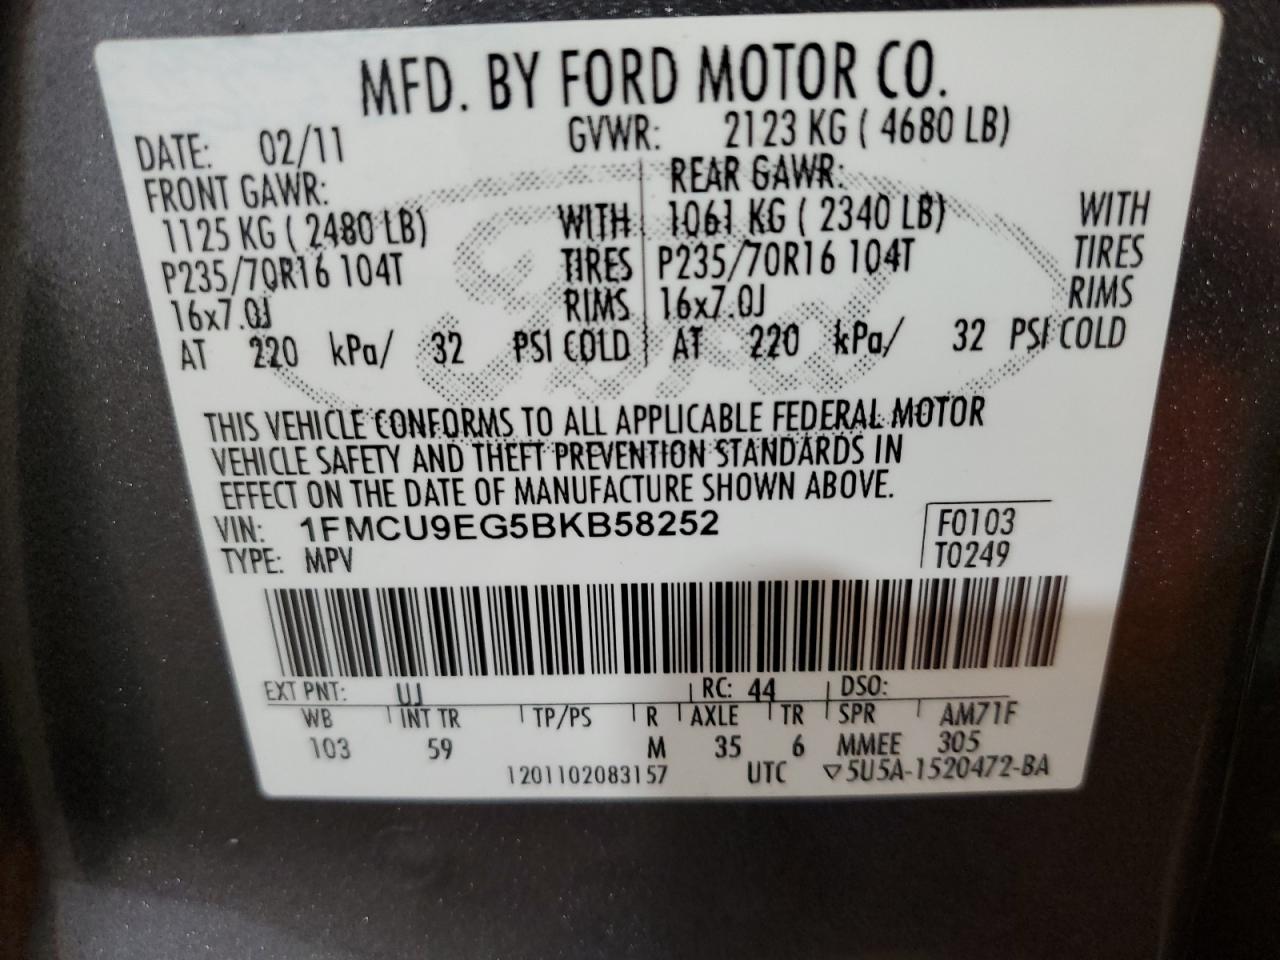 MFD. BY FORD MOTOR CO.
DATE: 02/11 GVWR: 2123 KG ( 4680 LB)
FRONT GAWR: REAR GAWR:
1125 KG ( 2480 LB) WITH 1061 KG ( 2340 LB) WITH
P235/70R16 104T TIRES P235/70R16 104T TIRES
16x7.0J RIMS 16x7.0J RIMS
AT 220 kPa/ 32 PSI COLD AT 220 kPa/ 32 PSI COLD
Ford
THIS VEHICLE CONFORMS TO ALL APPLICABLE FEDERAL MOTOR
VEHICLE SAFETY AND THEFT PREVENTION STANDARDS IN
EFFECT ON THE DATE OF MANUFACTURE SHOWN ABOVE.
VIN: 1FMCU9EG5BKB58252 F0103
TYPE: MPV T0249
EXT PNT: UJ RC: 44 DSO:
WB INT TR TP/PS R AXLE TR SPR AM71F
103 59 M 35 6 MMEE 305
1201102083157 UTC ▽5U5A-1520472-BA